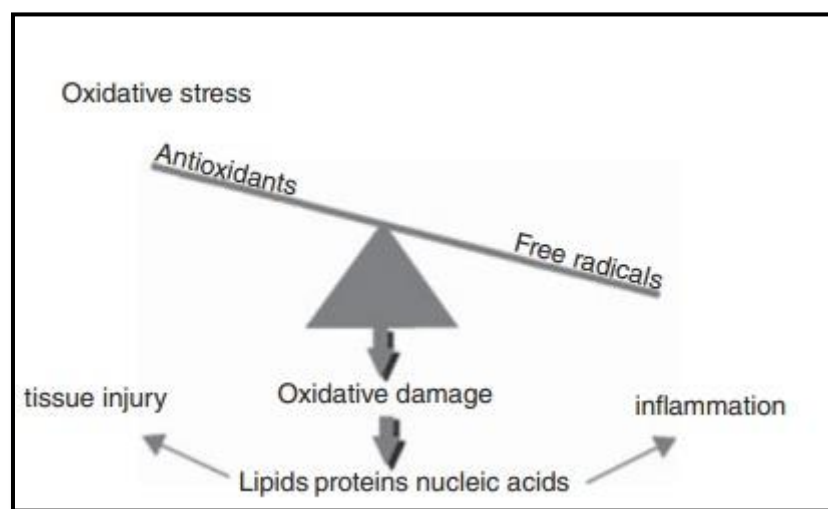 Oxidative stress
Antioxidants
Free radicals
Oxidative damage
tissue injury
inflammation
Lipids proteins nucleic acids